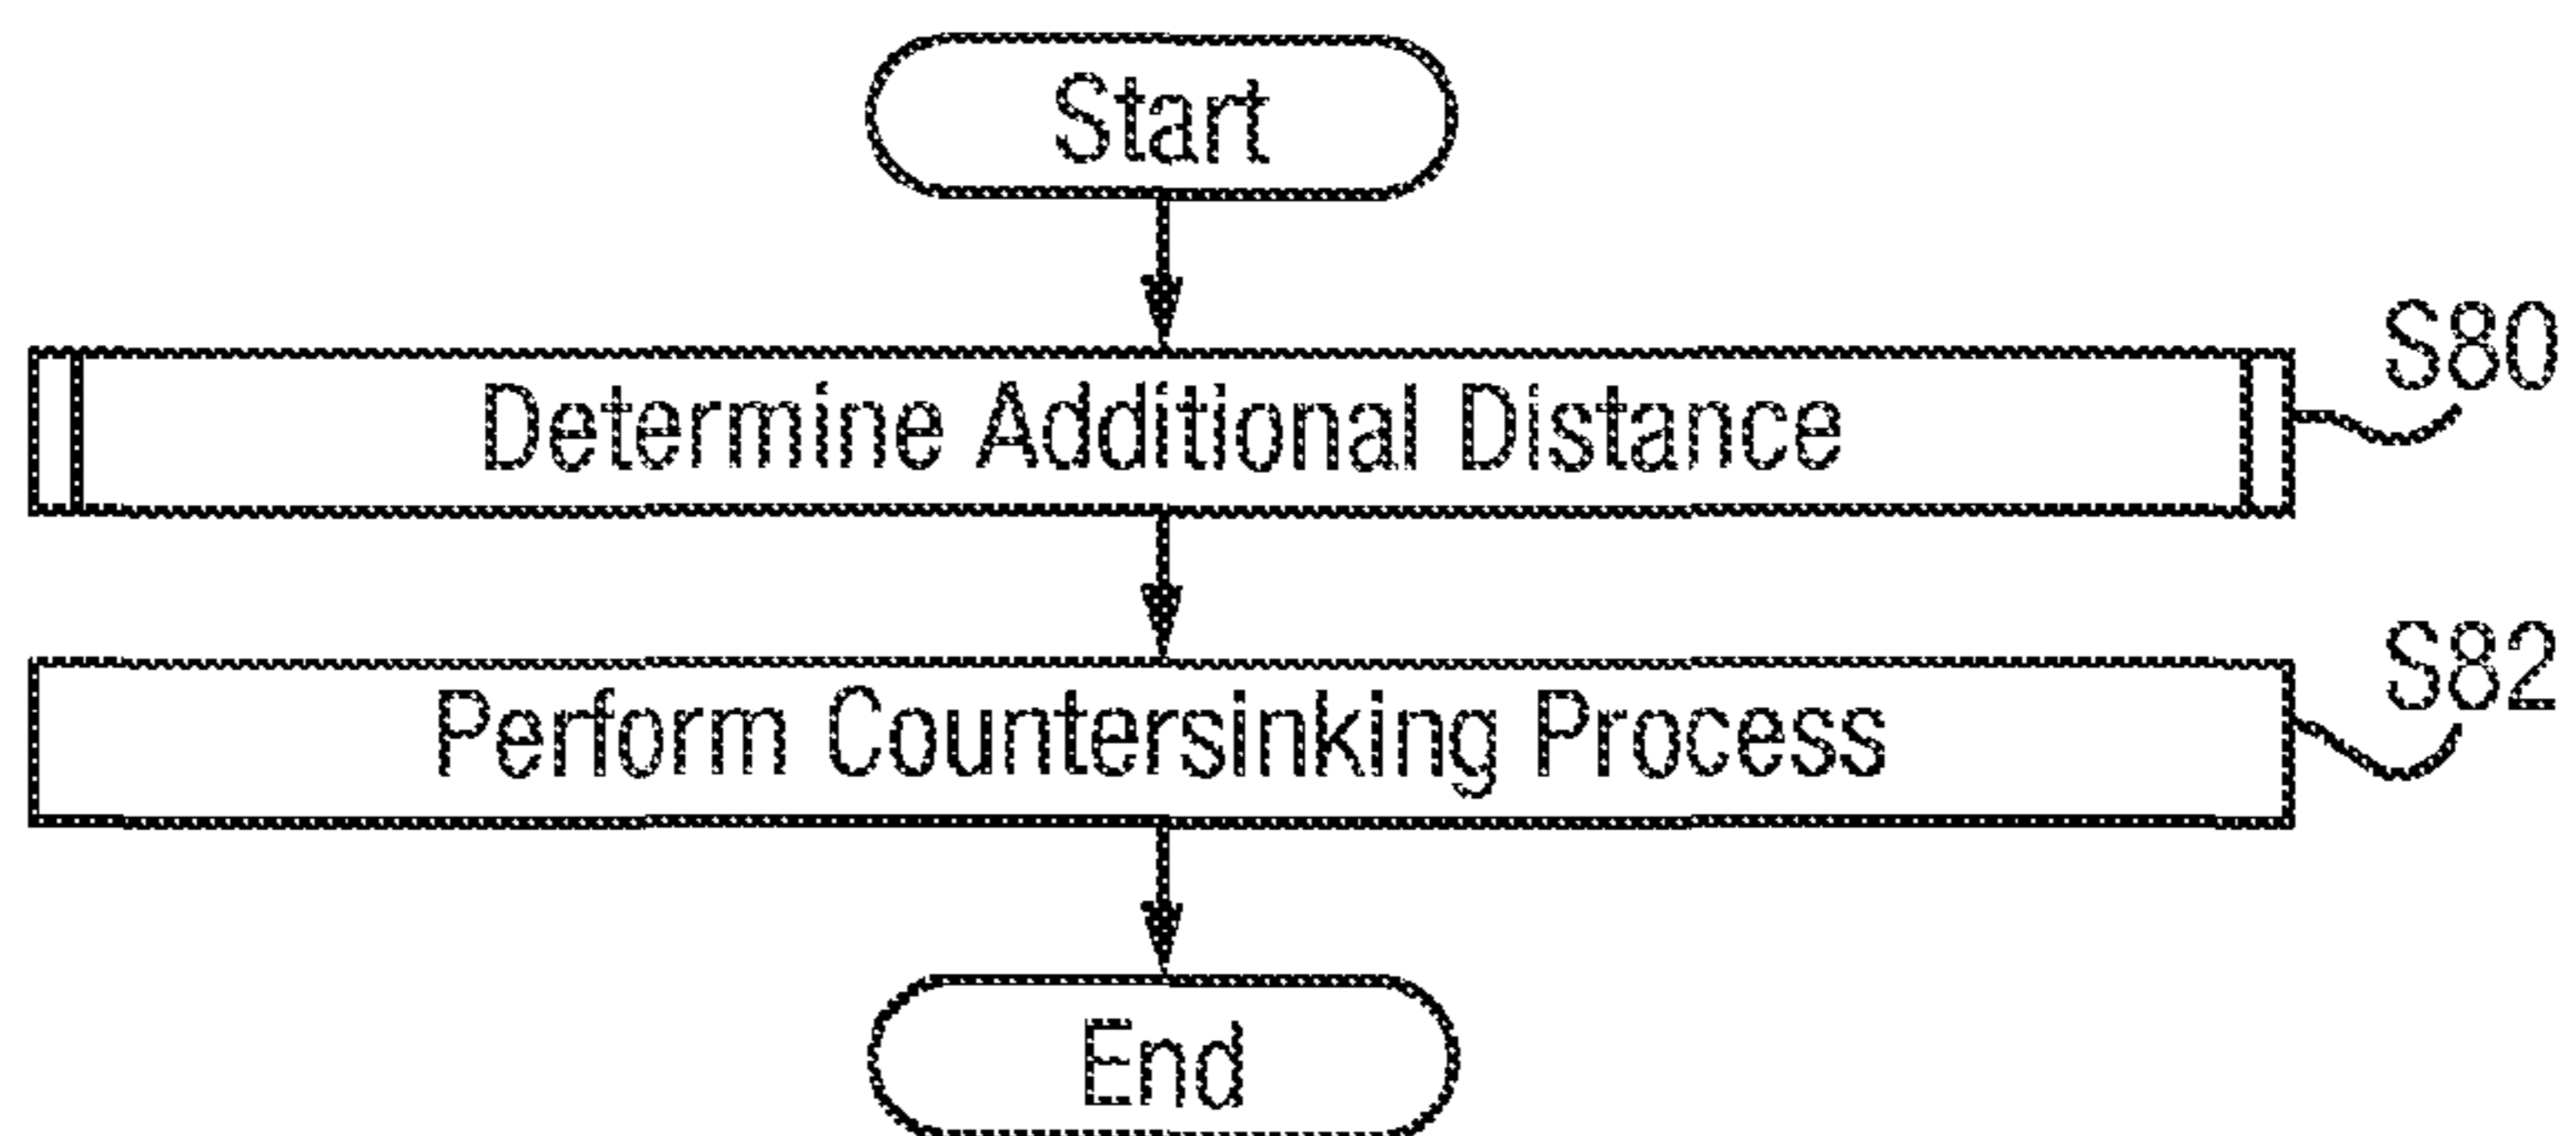 Start
S80
Determine Additional Distance
S82
Perform Countersinking Process
End